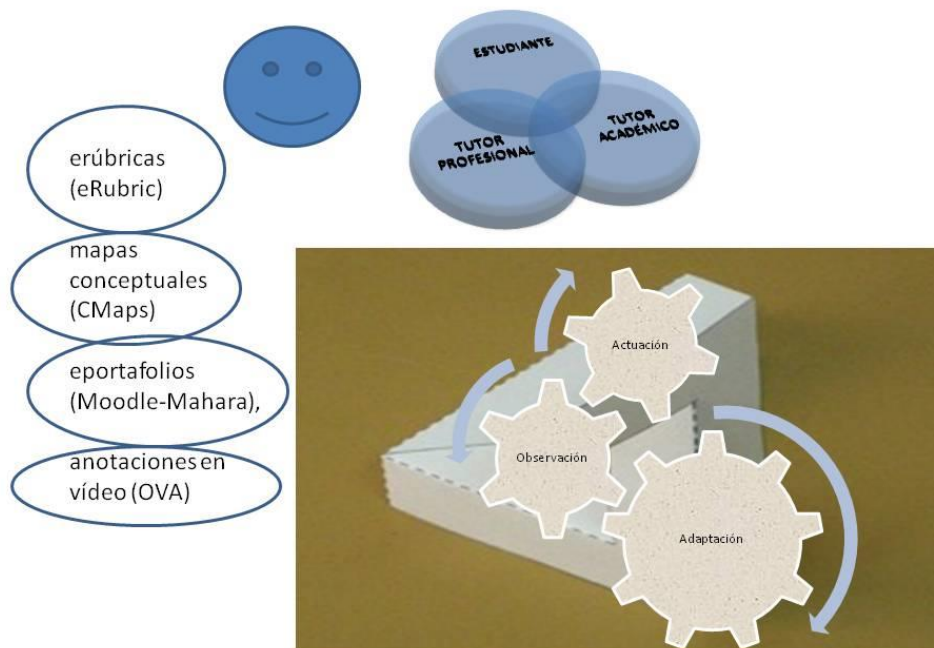 ESTUDIANTE
TUTOR
PROFESIONAL
TUTOR
ACADÉMICO
erúbricas
(eRubric)
mapas
conceptuales
(CMaps)
eportafolios
(Moodle-Mahara),
anotaciones en
vídeo (OVA)
Actuación
Observación
Adaptación